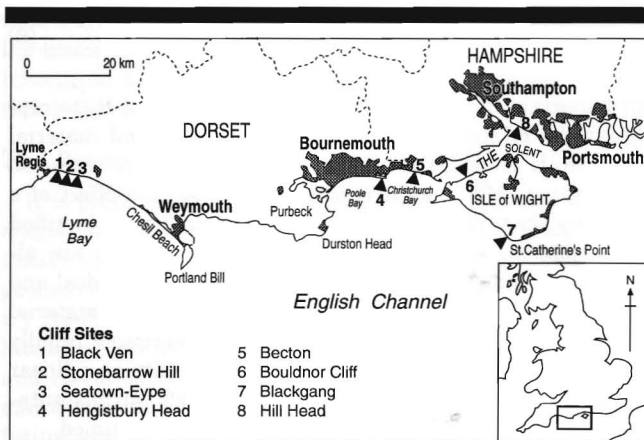 0 20 km
HAMPSHIRE
Southampton
DORSET
Bournemouth
Portsmouth
Lyme
Regis
1 2 3
Lyme
Bay
Chesil Beach
Weymouth
Portland Bill
Purbeck
Poole
Bay
4
5
Christchurch
Bay
Durston Head
THE SOLENT
8
6
ISLE of WIGHT
7
St.Catherine's Point
English Channel
N
Cliff Sites
1 Black Ven
2 Stonebarrow Hill
3 Seatown-Eype
4 Hengistbury Head
5 Becton
6 Bouldnor Cliff
7 Blackgang
8 Hill Head